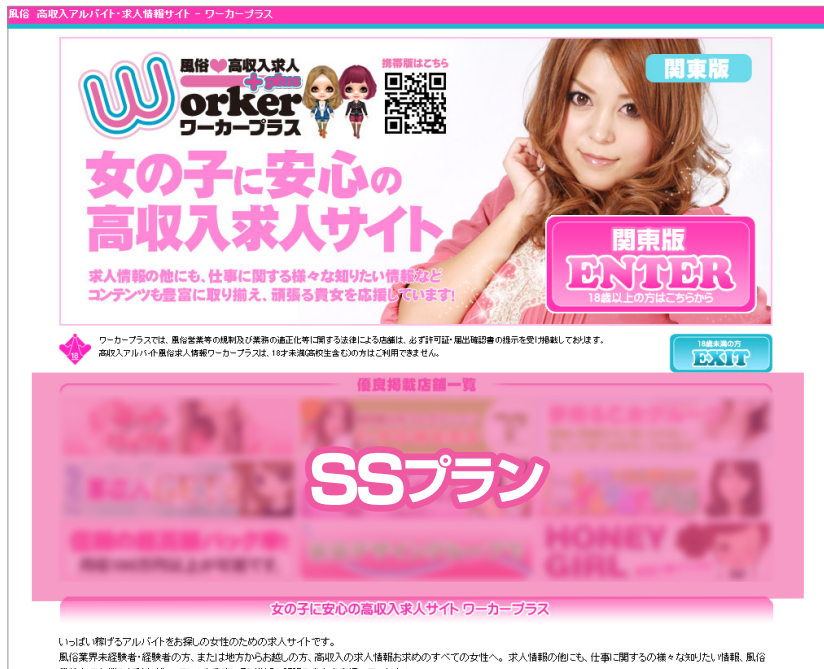 風俗 高収入アルバイト・求人情報サイト - ワーカープラス
風俗♥高収入求人
+plus
Worker
ワーカープラス
携帯版はこちら
関東版
女の子に安心の
高収入求人サイト
求人情報の他にも、仕事に関する様々な知りたい情報など
コンテンツも豊富に取り揃え、頑張る貴女を応援しています!
関東版
ENTER
18歳以上の方はこちらから
18
ワーカープラスでは、風俗営業等の規制及び業務の適正化等に関する法律による店舗は、必ず許可証・届出確認書の提示を受け掲載しております。
高収入アルバイト風俗求人情報ワーカープラスは、18才未満(高校生含む)の方はご利用できません。
18歳未満の方
EXIT
優良掲載店舗一覧
SSプラン
HONEY
GIRL
女の子に安心の高収入求人サイト ワーカープラス
いっぱい稼げるアルバイトをお探しの女性のための求人サイトです。
風俗業界未経験者・経験者の方、または地方からお越しの方、高収入の求人情報お求めのすべての女性へ。求人情報の他にも、仕事に関するの様々な知りたい情報、風俗